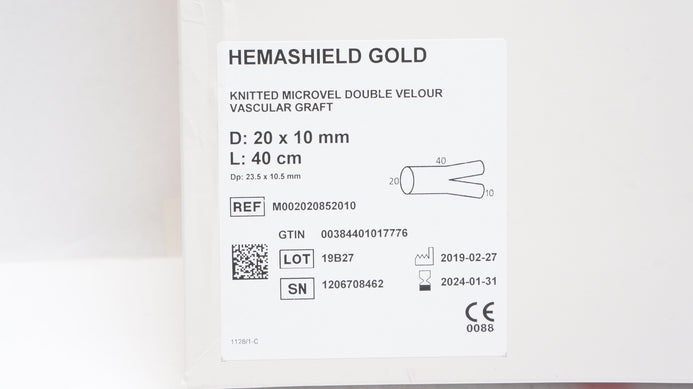 HEMASHIELD GOLD
KNITTED MICROVEL DOUBLE VELOUR
VASCULAR GRAFT
D: 20 x 10 mm
L: 40 cm
Dp: 23.5 x 10.5 mm
40
20
10
REF M002020852010
GTIN 00384401017776
LOT 19B27
2019-02-27
SN 1206708462
2024-01-31
CE
0088
1128/1-C